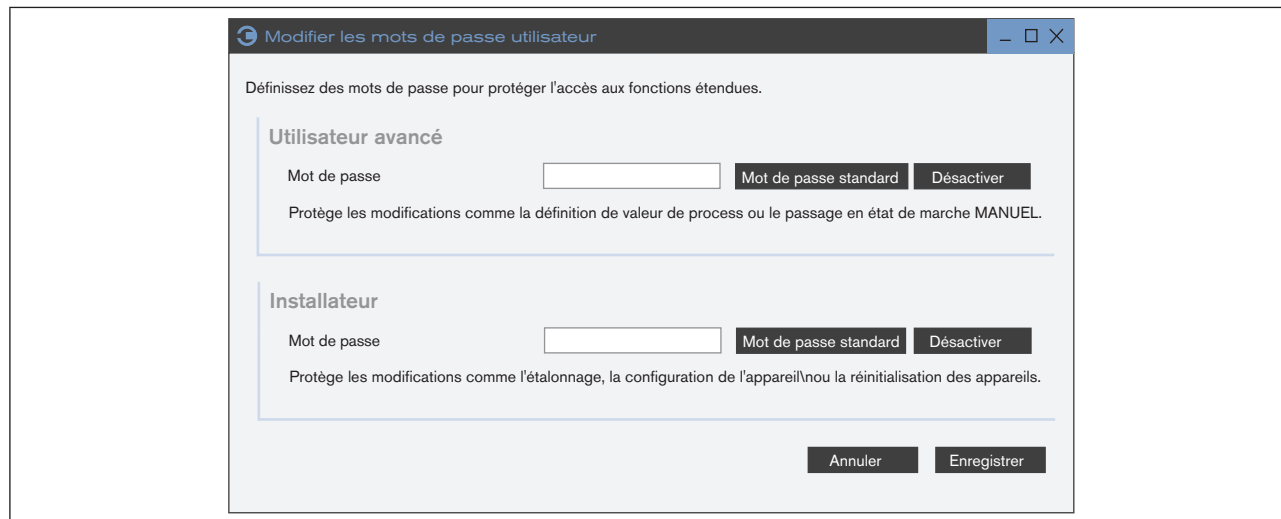 Modifier les mots de passe utilisateur
Définissez des mots de passe pour protéger l'accès aux fonctions étendues.
Utilisateur avancé
Mot de passe Mot de passe standard Désactiver
Protège les modifications comme la définition de valeur de process ou le passage en état de marche MANUEL.
Installateur
Mot de passe Mot de passe standard Désactiver
Protège les modifications comme l'étalonnage, la configuration de l'appareil\nou la réinitialisation des appareils.
Annuler Enregistrer